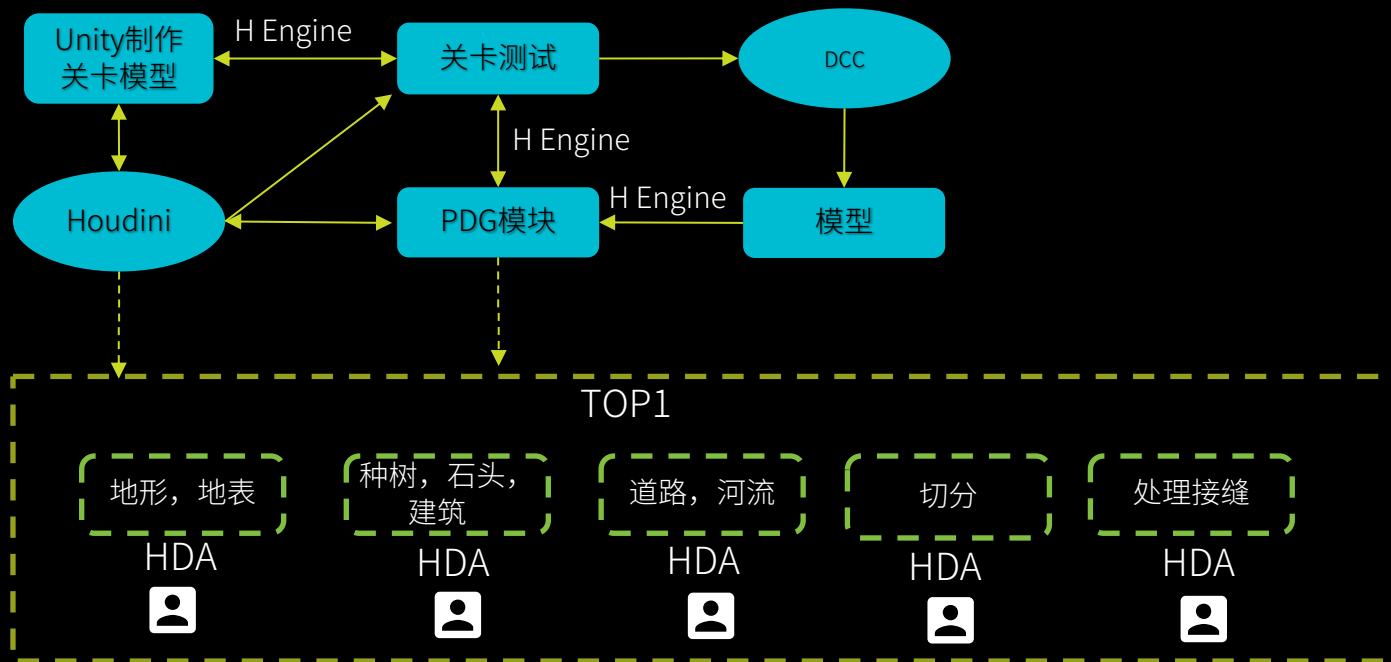 Unity制作
关卡模型
H Engine
关卡测试
DCC
H Engine
Houdini
PDG模块
H Engine
模型
TOP1
地形，地表
种树，石头，
建筑
道路，河流
切分
处理接缝
HDA
HDA
HDA
HDA
HDA